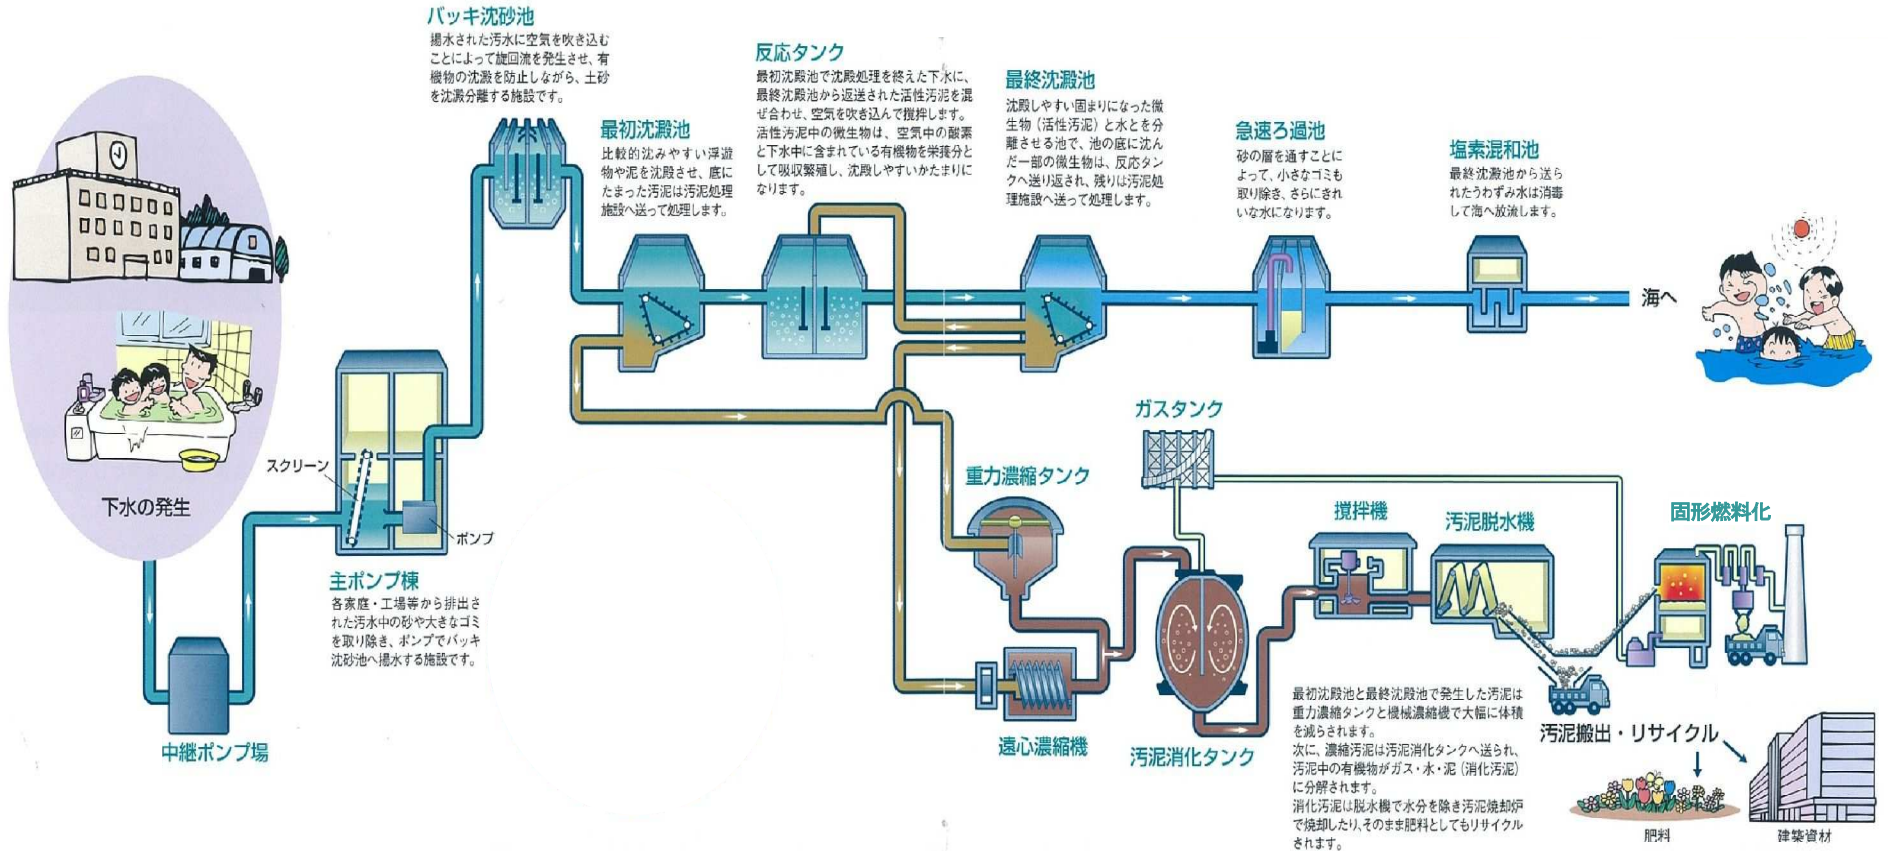 バッキ沈砂池
揚水された汚水に空気を吹き込む
ことによって旋回流を発生させ、有
機物の沈澱を防止しながら、土砂
を沈澱分離する施設です。
最初沈澱池
比較的沈みやすい浮遊
物や泥を沈殿させ、底に
たまった汚泥は汚泥処理
施設へ送って処理します。
反応タンク
最初沈殿池で沈殿処理を終えた下水に、
最終沈殿池から返送された活性汚泥を混
ぜ合わせ、空気を吹き込んで撹拌します。
活性汚泥中の微生物は、空気中の酸素
と下水中に含まれている有機物を栄養分と
して吸収繁殖し、沈殿しやすいかたまりに
なります。
最終沈澱池
沈殿しやすい固まりになった微
生物（活性汚泥）と水とを分
離させる池で、池の底に沈ん
だ一部の微生物は、反応タン
クへ送り返され、残りは汚泥処
理施設へ送って処理します。
急速ろ過池
砂の層を通すことに
よって、小さなゴミも
取り除き、さらにきれ
いな水になります。
塩素混和池
最終沈澱池から送ら
れたうわずみ水は消毒
して海へ放流します。
海へ
下水の発生
スクリーン
ポンプ
主ポンプ棟
各家庭・工場等から排出さ
れた汚水中の砂や大きなゴミ
を取り除き、ポンプでバッキ
沈砂池へ揚水する施設です。
中継ポンプ場
重力濃縮タンク
遠心濃縮機
ガスタンク
汚泥消化タンク
撹拌機
汚泥脱水機
固形燃料化
最初沈殿池と最終沈殿池で発生した汚泥は
重力濃縮タンクと機械濃縮機で大幅に体積
を減らされます。
次に、濃縮汚泥は汚泥消化タンクへ送られ、
汚泥中の有機物がガス・水・泥（消化汚泥）
に分解されます。
消化汚泥は脱水機で水分を除き汚泥焼却炉
で焼却したり、そのまま肥料としてもリサイクル
されます。
汚泥搬出・リサイクル
肥料
建築資材